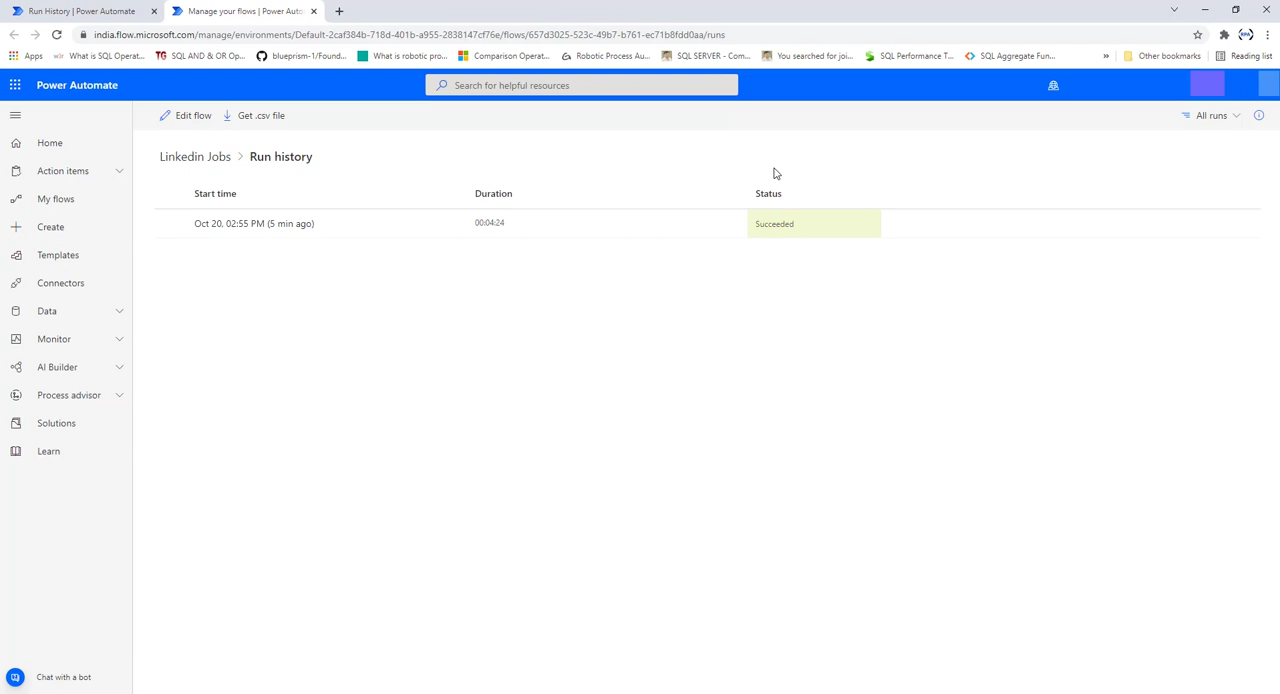 Run History | Power Automate
Manage your flows | Power Auto
india.flow.microsoft.com/manage/environments/Default-2caf384b-718d-401b-a955-2838147cf76e/flows/657d3025-523c-49b7-b761-ec71b8fdd0aa/runs
Apps What is SQL Operat... SQL AND & OR Op... blueprism-1/Found... What is robotic pro... Comparison Operat... Robotic Process Au... SQL SERVER - Com... You searched for joi... SQL Performance T... SQL Aggregate Fun... » Other bookmarks Reading list
Power Automate
Search for helpful resources
Edit flow
Get .csv file
All runs
Home
Action items
My flows
Create
Templates
Connectors
Data
Monitor
AI Builder
Process advisor
Solutions
Learn
Chat with a bot
Linkedin Jobs > Run history
Start time Duration Status
Oct 20, 02:55 PM (5 min ago) 00:04:24 Succeeded